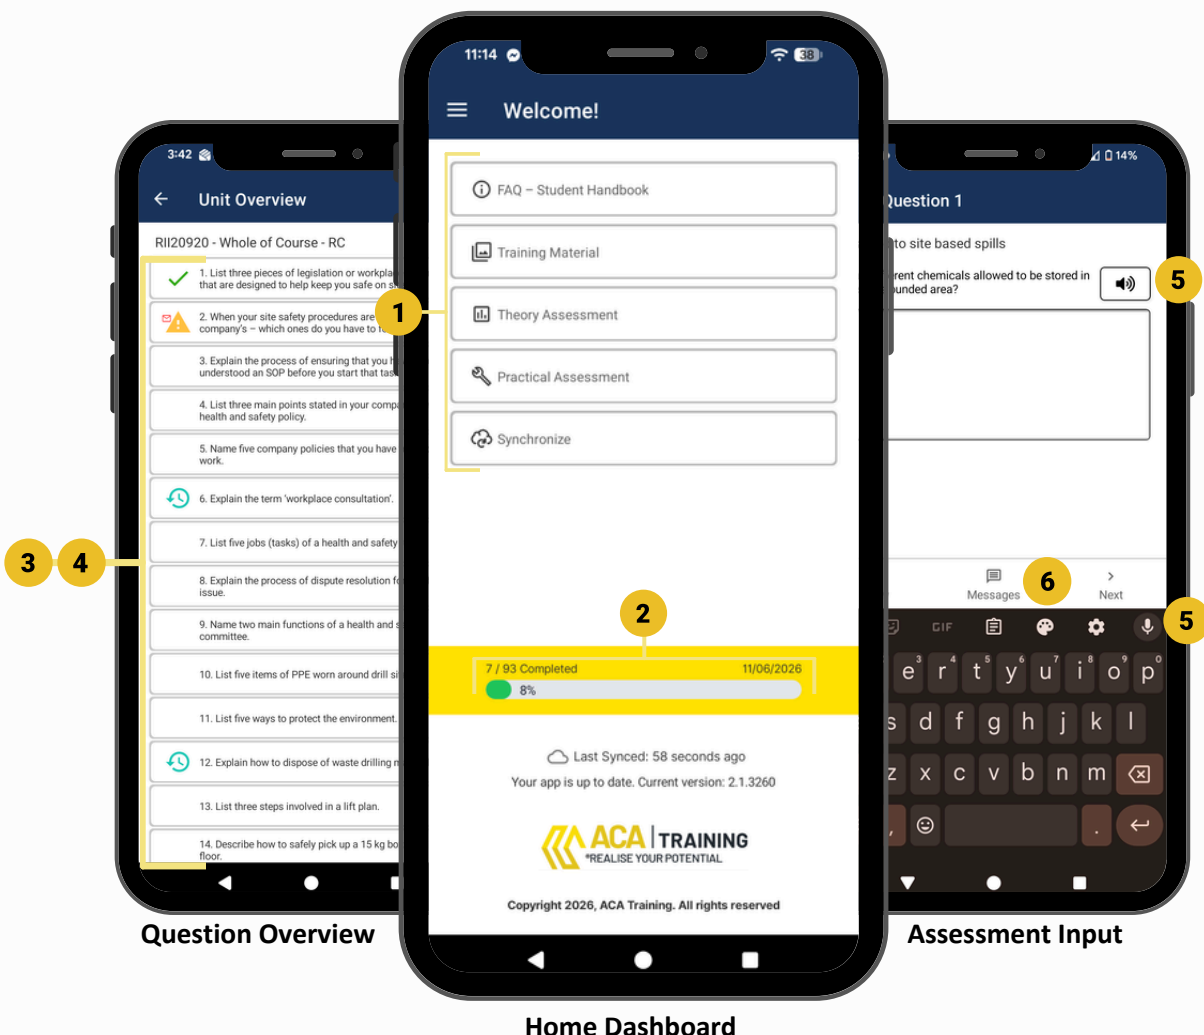 3:42
Unit Overview
RII20920 - Whole of Course - RC
1. List three pieces of legislation or
that are designed to help keep you safe on
2. When your site safety procedures are
company's – which ones do you have to
3. Explain the process of ensuring that you
understood an SOP before you start that
4. List three main points stated in your
health and safety policy.
5. Name five company policies that you have
work.
6. Explain the term 'workplace consultation'.
7. List five jobs (tasks) of a health and safety
8. Explain the process of dispute resolution
issue.
9. Name two main functions of a health and
committee.
10. List five items of PPE worn around drill
11. List five ways to protect the environment.
12. Explain how to dispose of waste drilling
13. List three steps involved in a lift plan.
14. Describe how to safely pick up a 15 kg
floor.
3
4
Question Overview
11:14
38
Welcome!
1
FAQ – Student Handbook
Training Material
Theory Assessment
Practical Assessment
Synchronize
2
7 / 93 Completed
11/06/2026
8%
Last Synced: 58 seconds ago
Your app is up to date. Current version: 2.1.3260
ACA | TRAINING
*REALISE YOUR POTENTIAL
Copyright 2026, ACA Training. All rights reserved
Home Dashboard
14%
Question 1
to site based spills
chemicals allowed to be stored in
area?
5
Messages
6
Next
GIF
5
e 3 r 4 t 5 y 6 u 7 i 8 o 9 p 0
s d f g h j k l
z x c v b n m
, .
Assessment Input